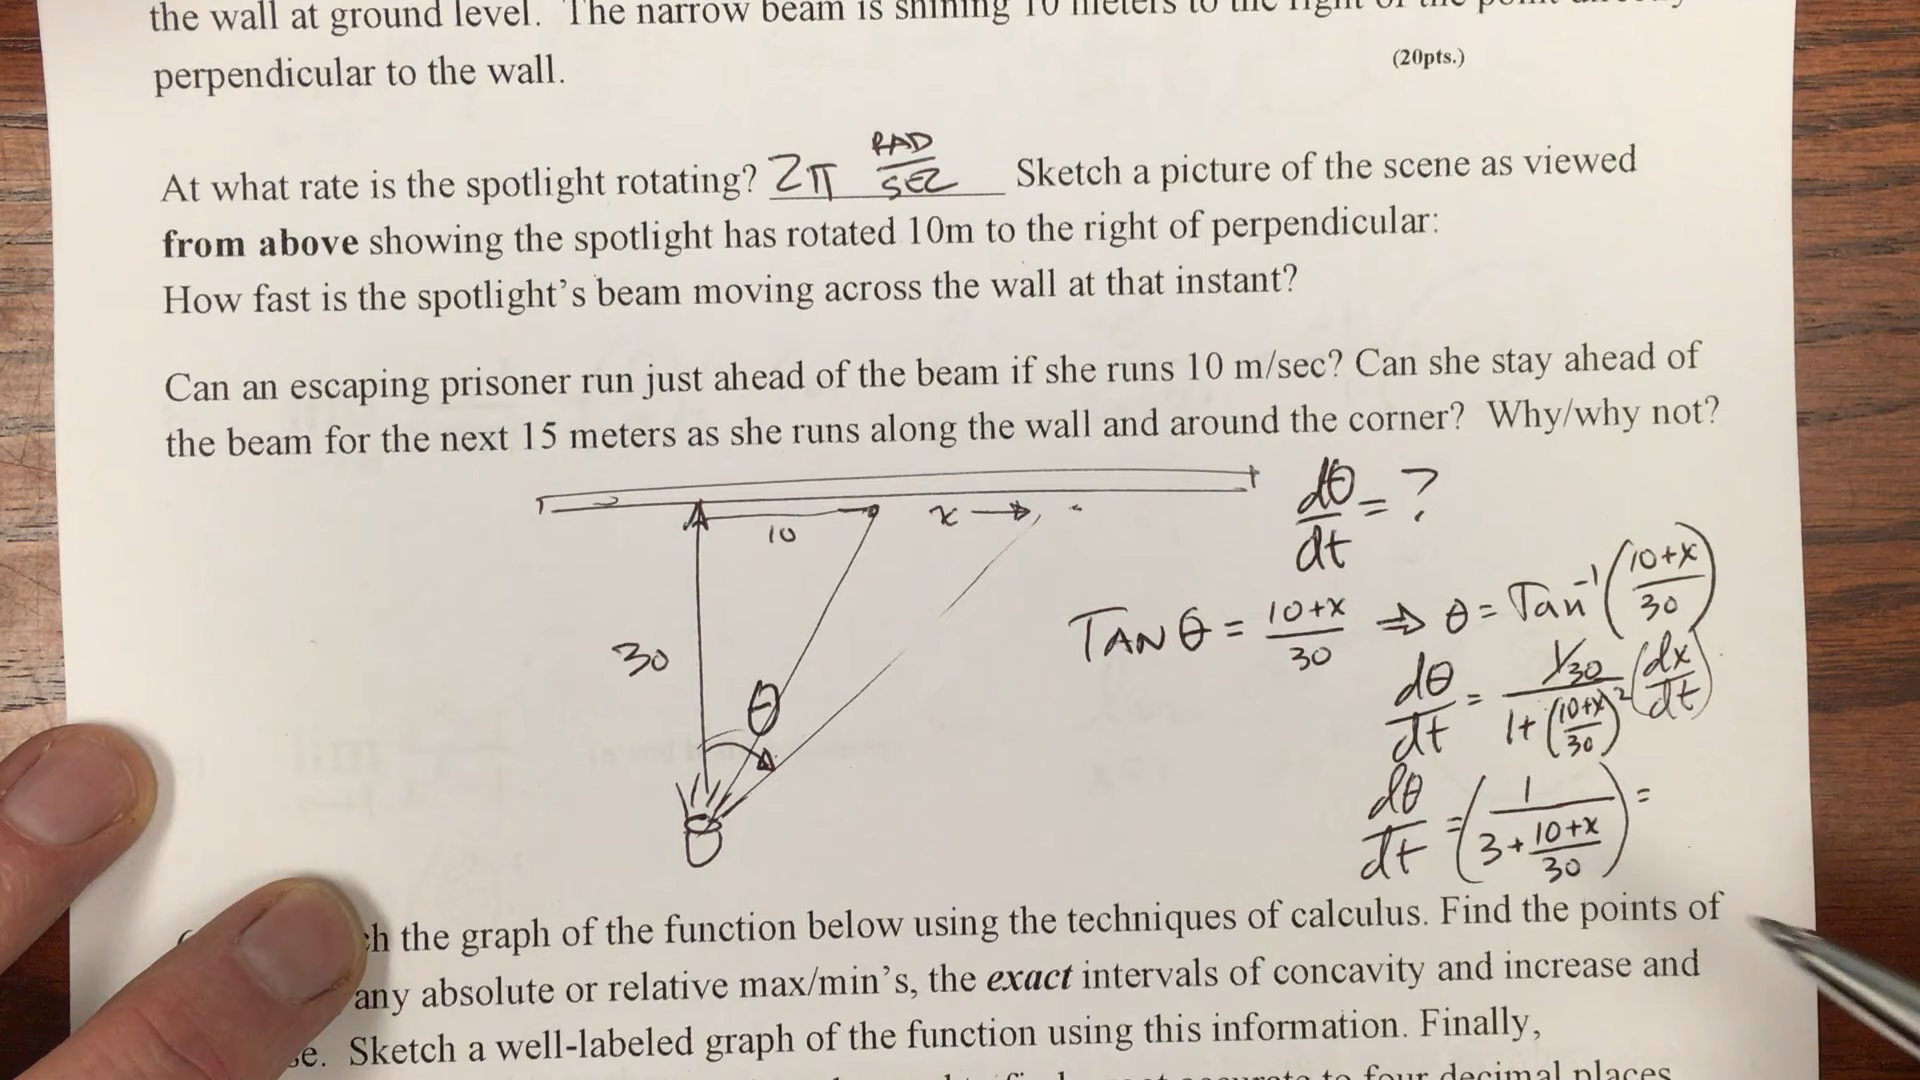 the wall at ground level. The narrow beam is shining 10 meters to the right of the point directly
perpendicular to the wall.
(20pts.)
At what rate is the spotlight rotating? 2π RAD/SEC Sketch a picture of the scene as viewed
from above showing the spotlight has rotated 10m to the right of perpendicular:
How fast is the spotlight's beam moving across the wall at that instant?
Can an escaping prisoner run just ahead of the beam if she runs 10 m/sec? Can she stay ahead of
the beam for the next 15 meters as she runs along the wall and around the corner? Why/why not?
dθ/dt = ?
10
x →
30
θ
TAN θ = (10+x)/30 ⇒ θ = Tan⁻¹((10+x)/30)
dθ/dt = (1/30)/(1+((10+x)/30)²) (dx/dt)
dθ/dt = (1/(3+(10+x)/30)) =
ch the graph of the function below using the techniques of calculus. Find the points of
any absolute or relative max/min's, the exact intervals of concavity and increase and
se. Sketch a well-labeled graph of the function using this information. Finally,
to four decimal places